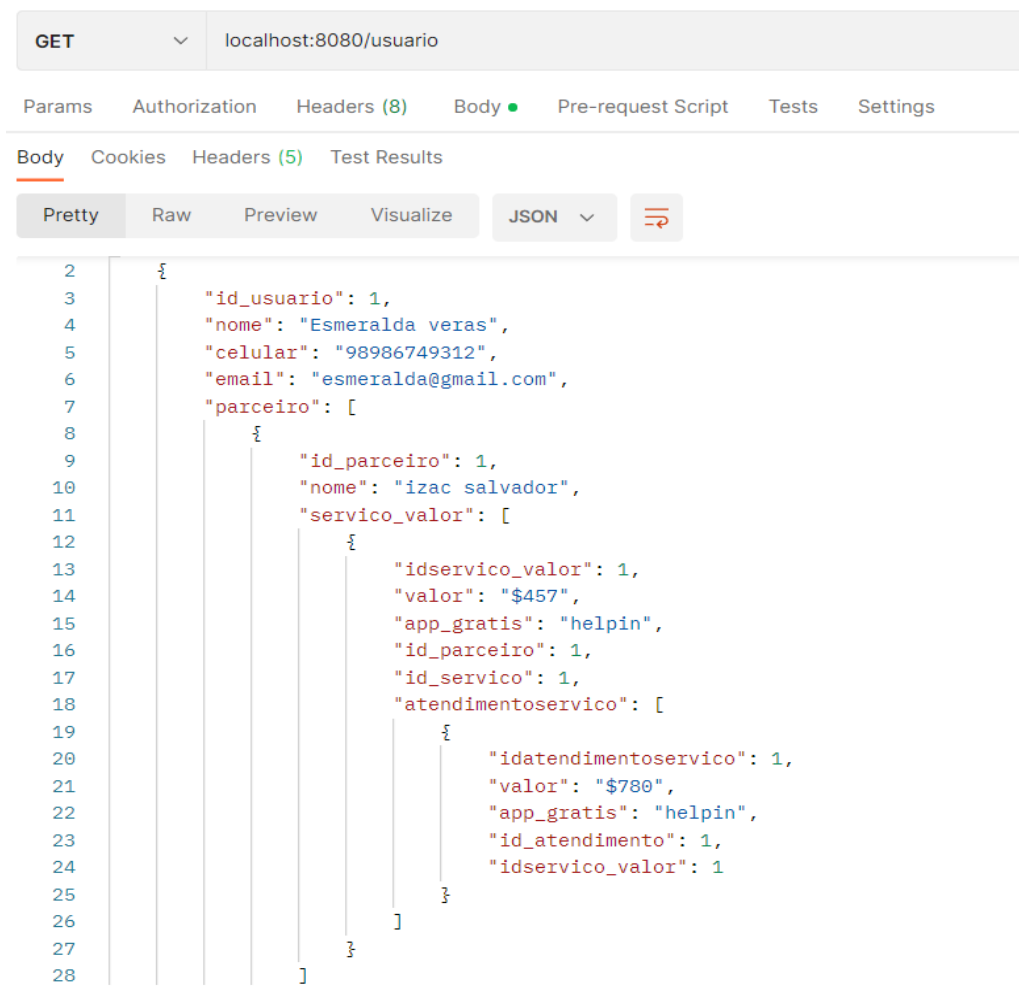 GET localhost:8080/usuario
Params Authorization Headers (8) Body Pre-request Script Tests Settings
Body Cookies Headers (5) Test Results
Pretty Raw Preview Visualize JSON
2 {
3 "id_usuario": 1,
4 "nome": "Esmeralda veras",
5 "celular": "98986749312",
6 "email": "esmeralda@gmail.com",
7 "parceiro": [
8 {
9 "id_parceiro": 1,
10 "nome": "izac salvador",
11 "servico_valor": [
12 {
13 "idservico_valor": 1,
14 "valor": "$457",
15 "app_gratis": "helpin",
16 "id_parceiro": 1,
17 "id_servico": 1,
18 "atendimentoservico": [
19 {
20 "idatendimentoservico": 1,
21 "valor": "$780",
22 "app_gratis": "helpin",
23 "id_atendimento": 1,
24 "idservico_valor": 1
25 }
26 ]
27 }
28 ]